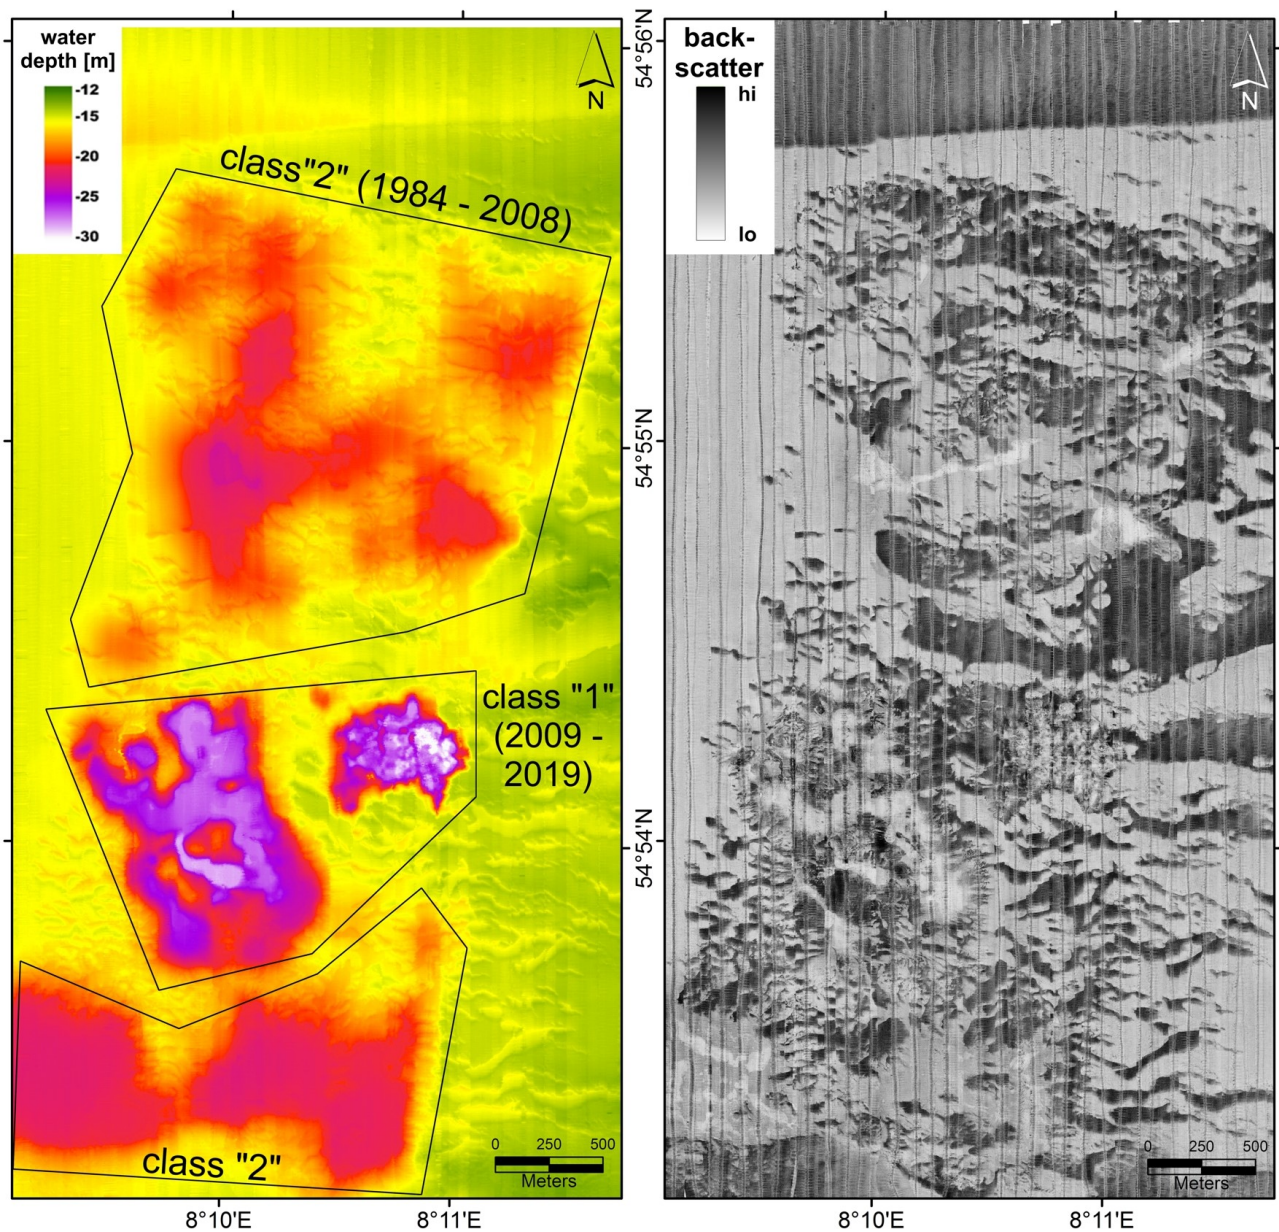 water
depth [m]
-12
-15
-20
-25
-30
N
class"2" (1984 - 2008)
class "1"
(2009 -
2019)
class "2"
0 250 500
Meters
8°10'E 8°11'E
54°56'N
54°55'N
54°54'N
back-
scatter
hi
lo
N
0 250 500
Meters
8°10'E 8°11'E